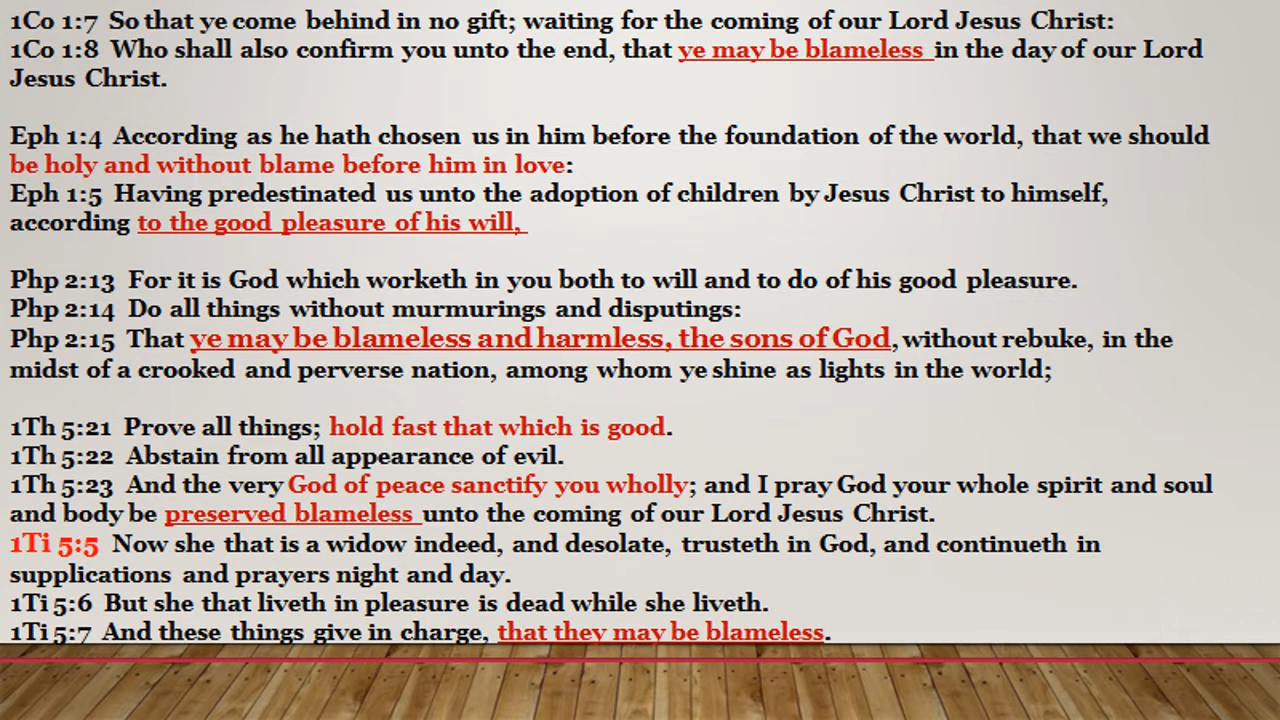 1Co 1:7 So that ye come behind in no gift; waiting for the coming of our Lord Jesus Christ:
1Co 1:8 Who shall also confirm you unto the end, that ye may be blameless in the day of our Lord
Jesus Christ.
Eph 1:4 According as he hath chosen us in him before the foundation of the world, that we should
be holy and without blame before him in love:
Eph 1:5 Having predestinated us unto the adoption of children by Jesus Christ to himself,
according to the good pleasure of his will,
Php 2:13 For it is God which worketh in you both to will and to do of his good pleasure.
Php 2:14 Do all things without murmurings and disputings:
Php 2:15 That ye may be blameless and harmless, the sons of God, without rebuke, in the
midst of a crooked and perverse nation, among whom ye shine as lights in the world;
1Th 5:21 Prove all things; hold fast that which is good.
1Th 5:22 Abstain from all appearance of evil.
1Th 5:23 And the very God of peace sanctify you wholly; and I pray God your whole spirit and soul
and body be preserved blameless unto the coming of our Lord Jesus Christ.
1Ti 5:5 Now she that is a widow indeed, and desolate, trusteth in God, and continueth in
supplications and prayers night and day.
1Ti 5:6 But she that liveth in pleasure is dead while she liveth.
1Ti 5:7 And these things give in charge, that they may be blameless.